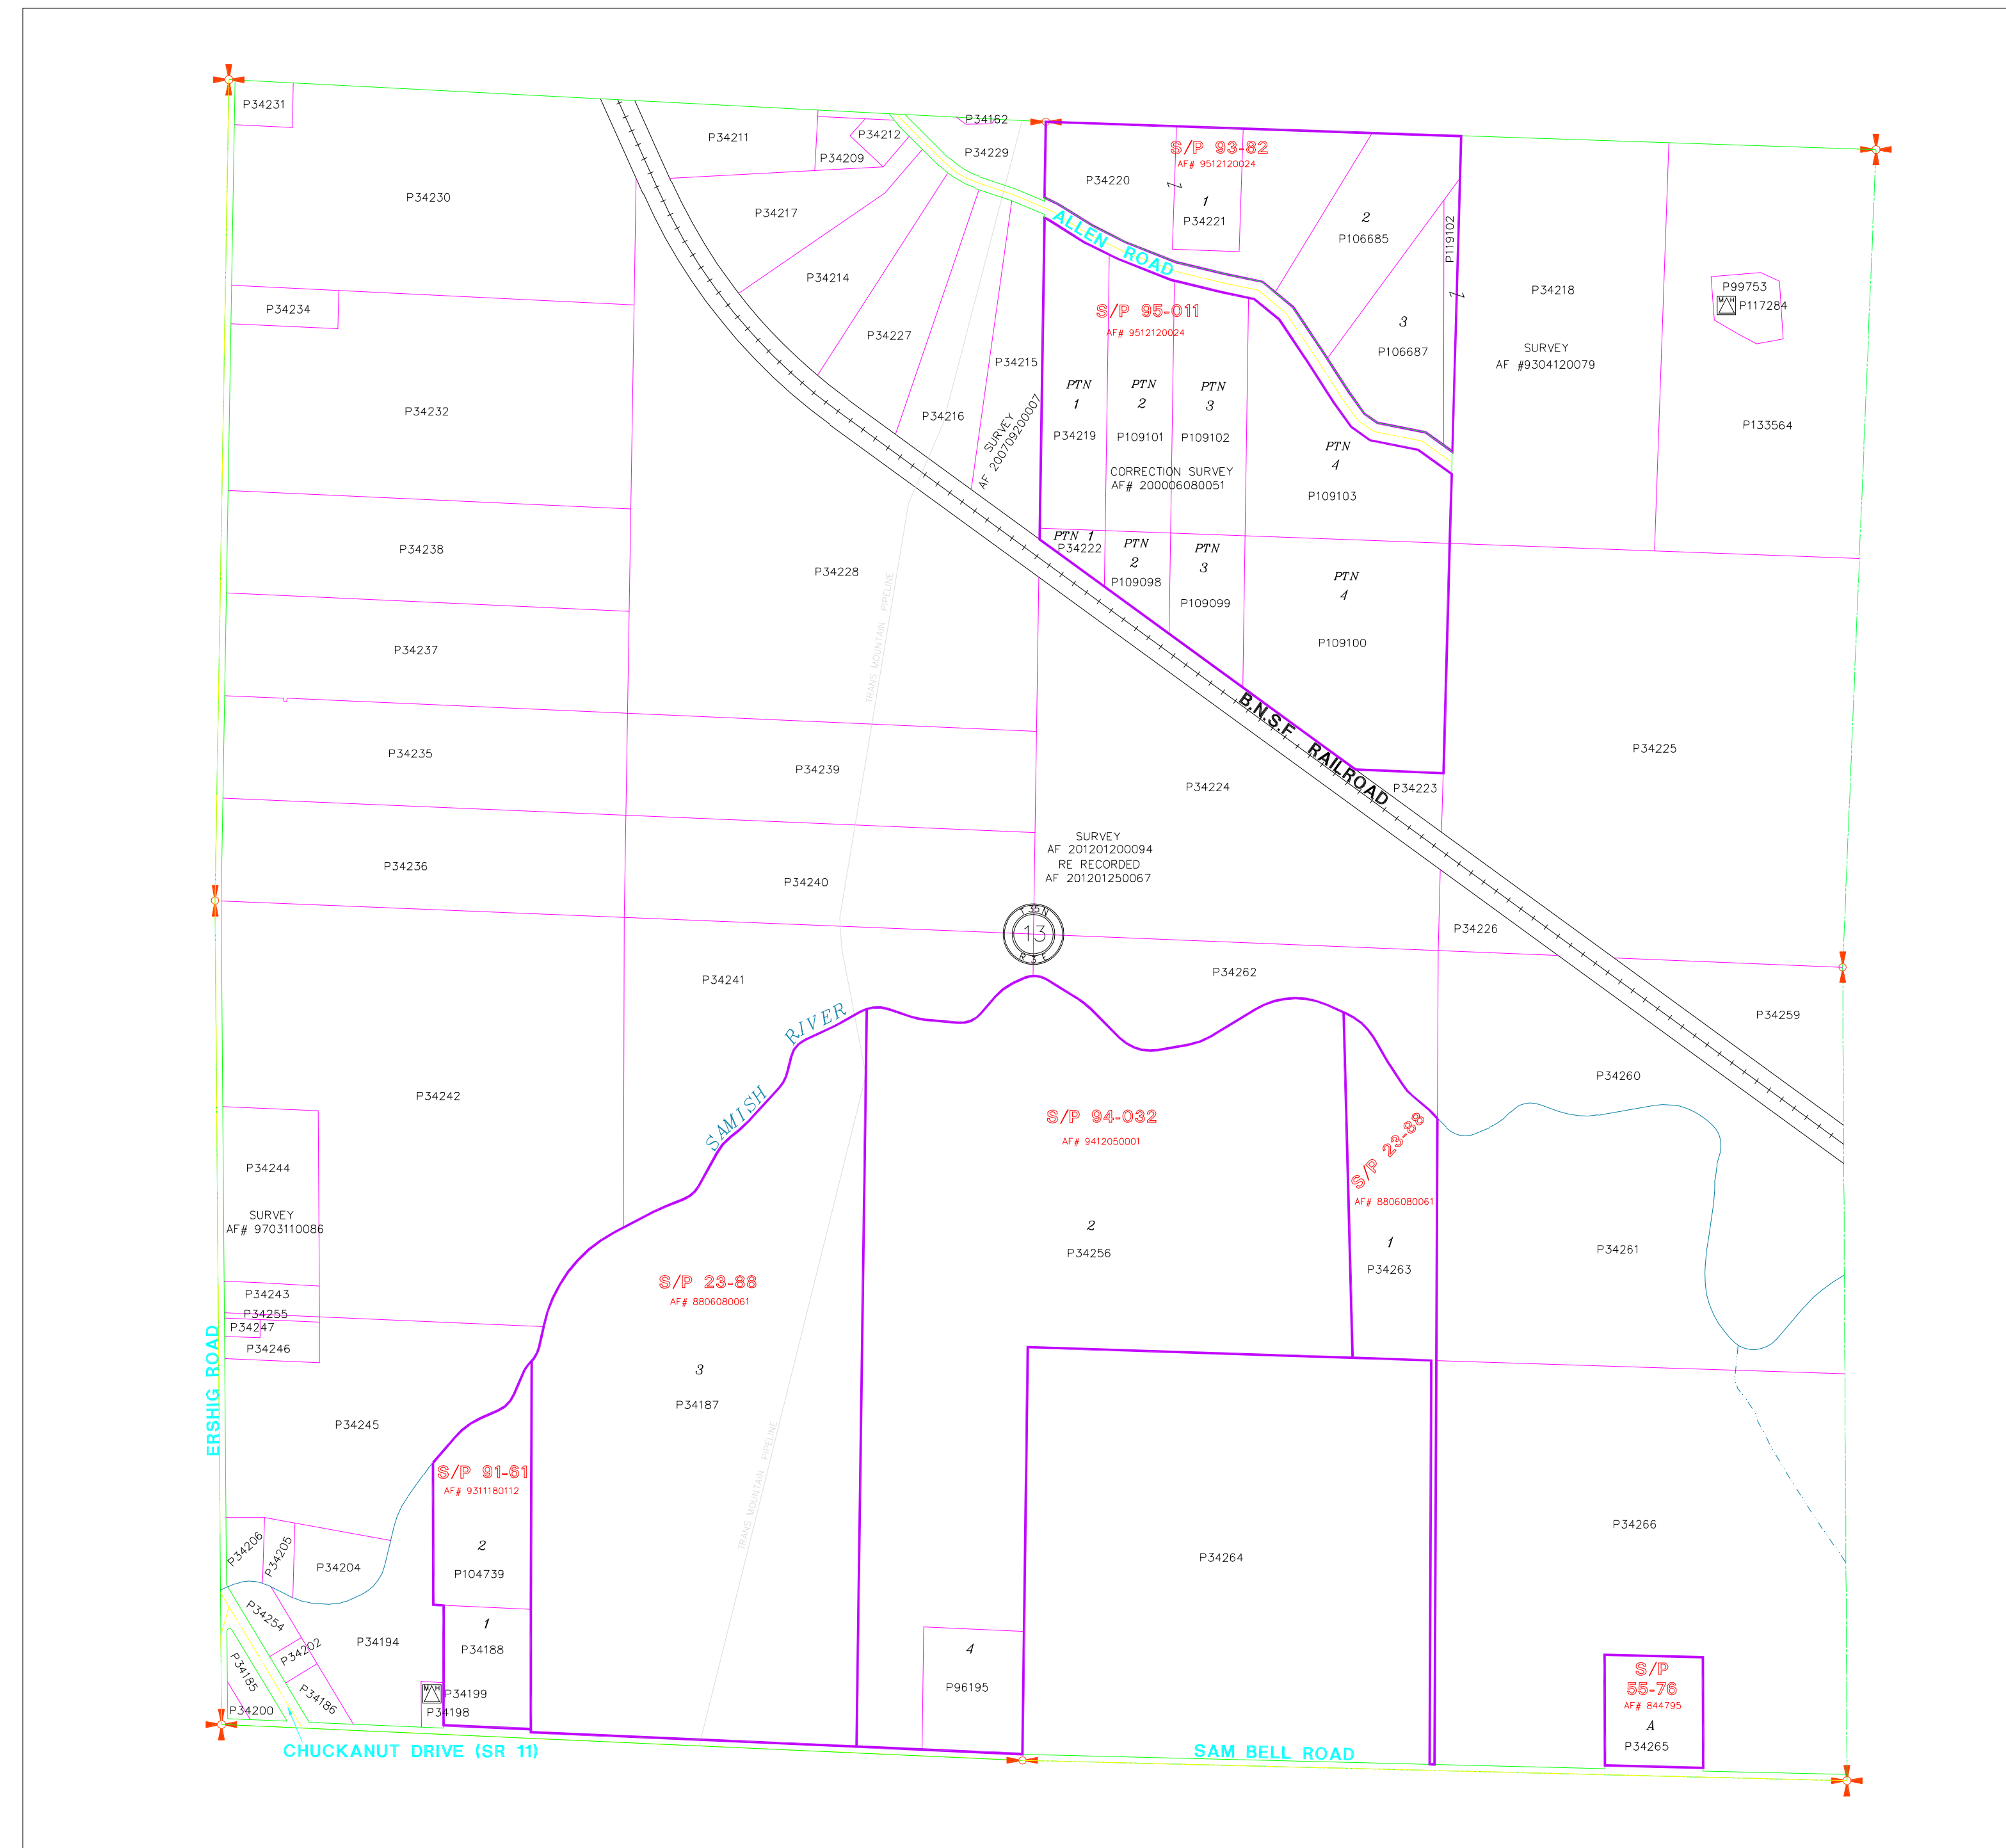 P34231
P34162
P34211
P34212
P34209
P34229
S/P 93-82
AF# 9512120024
P34220
1
P34221
2
P106685
P119102
P34230
P34217
ALLEN ROAD
P34214
P34234
P34227
P34215
S/P 95-011
AF# 9512120024
3
P106687
P34218
SURVEY
AF #9304120079
P99753
M H
P117284
P133564
P34232
P34216
SURVEY
AF 200709200007
PTN
1
P34219
PTN
2
P109101
PTN
3
P109102
PTN
4
P109103
CORRECTION SURVEY
AF# 200006080051
P34238
P34228
PTN 1
P34222
PTN
2
P109098
PTN
3
P109099
PTN
4
P109100
TRANS MOUNTAIN PIPELINE
P34237
B.N.S.F RAILROAD
P34235
P34239
P34224
P34223
P34225
SURVEY
AF 201201200094
RE RECORDED
AF 201201250067
P34236
P34240
T 35 N
13
R 3 E
P34226
P34241
P34262
P34259
SAMISH RIVER
P34242
P34260
S/P 94-032
AF# 9412050001
S/P 23-88
AF# 8806080061
P34244
SURVEY
AF# 9703110086
2
P34256
1
P34263
P34261
S/P 23-88
AF# 8806080061
P34243
P34255
P34247
P34246
ERSHIG ROAD
3
P34187
P34245
S/P 91-61
AF# 9311180112
TRANS MOUNTAIN PIPELINE
2
P104739
P34206
P34205
P34204
P34264
P34266
P34254
P34202
P34194
1
P34188
4
P96195
P34185
P34186
P34200
M H
P34199
P34198
S/P
55-76
AF# 844795
A
P34265
CHUCKANUT DRIVE (SR 11)
SAM BELL ROAD